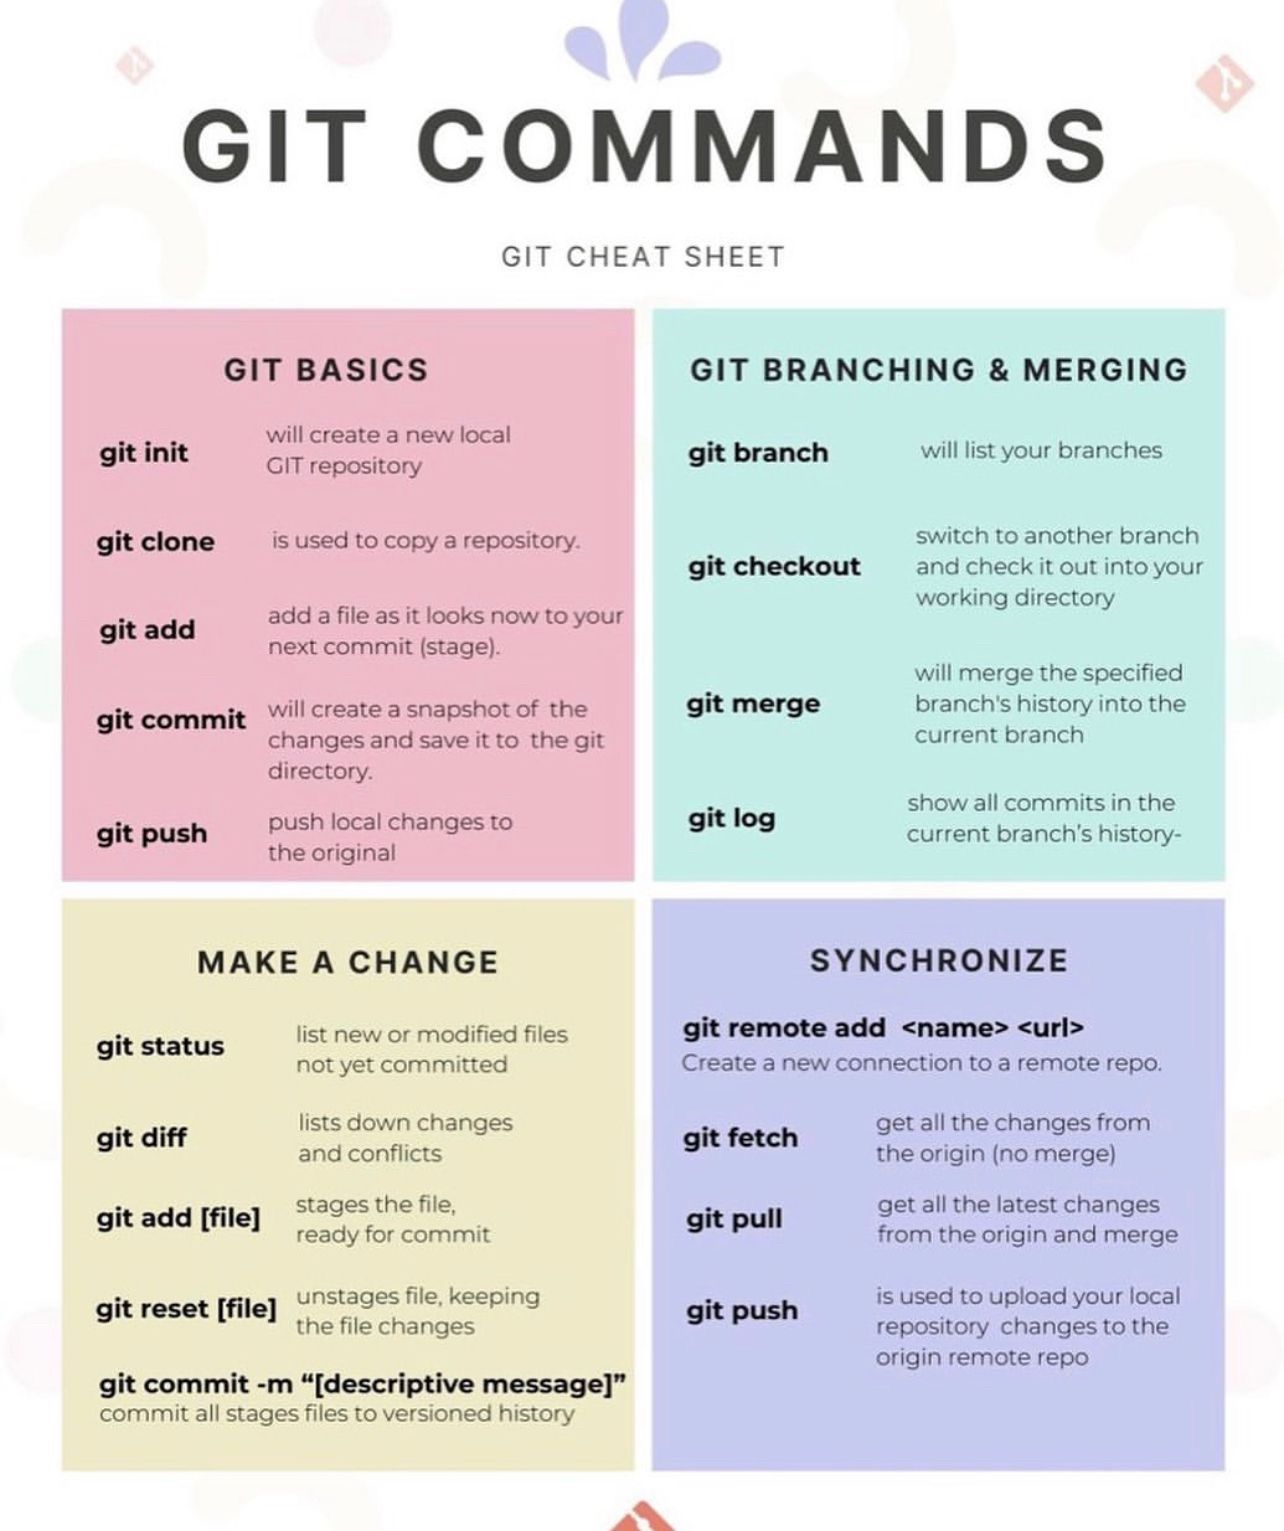 GIT COMMANDS
GIT CHEAT SHEET
GIT BASICS
git init
will create a new local
GIT repository
git clone
is used to copy a repository.
git add
add a file as it looks now to your
next commit (stage).
git commit
will create a snapshot of the
changes and save it to the git
directory.
git push
push local changes to
the original
GIT BRANCHING & MERGING
git branch
will list your branches
git checkout
switch to another branch
and check it out into your
working directory
git merge
will merge the specified
branch's history into the
current branch
git log
show all commits in the
current branch’s history-
MAKE A CHANGE
git status
list new or modified files
not yet committed
git diff
lists down changes
and conflicts
git add [file]
stages the file,
ready for commit
git reset [file]
unstages file, keeping
the file changes
git commit -m “[descriptive message]”
commit all stages files to versioned history
SYNCHRONIZE
git remote add <name> <url>
Create a new connection to a remote repo.
git fetch
get all the changes from
the origin (no merge)
git pull
get all the latest changes
from the origin and merge
git push
is used to upload your local
repository changes to the
origin remote repo